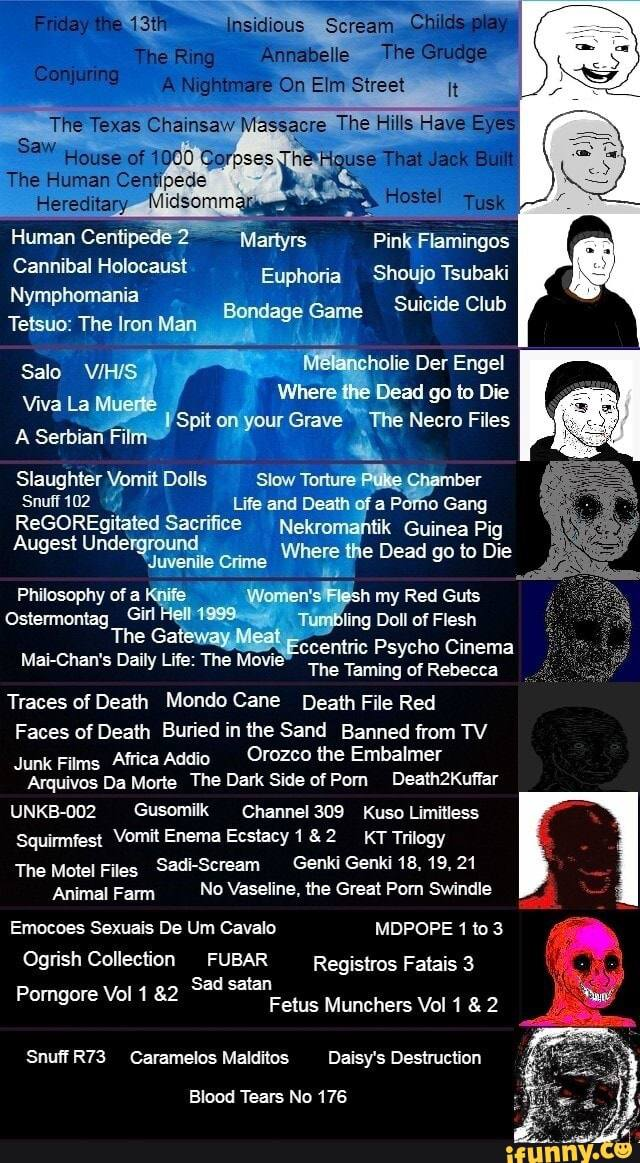 Friday the 13th Insidious Scream Childs play
The Ring Annabelle The Grudge
Conjuring A Nightmare On Elm Street It
The Texas Chainsaw Massacre The Hills Have Eyes
Saw House of 1000 Corpses The House That Jack Built
The Human Centipede
Hereditary Midsommar Hostel Tusk
Human Centipede 2 Martyrs Pink Flamingos
Cannibal Holocaust Euphoria Shoujo Tsubaki
Nymphomania Bondage Game Suicide Club
Tetsuo: The Iron Man
Salo V/H/S Melancholie Der Engel
Viva La Muerte Where the Dead go to Die
I Spit on your Grave The Necro Files
A Serbian Film
Slaughter Vomit Dolls Slow Torture Puke Chamber
Snuff 102 Life and Death of a Porno Gang
ReGOREgitated Sacrifice Nekromantik Guinea Pig
Augest Underground Where the Dead go to Die
Juvenile Crime
Philosophy of a Knife Women's Flesh my Red Guts
Ostermontag Girl Hell 1999 Tumbling Doll of Flesh
The Gateway Meat Eccentric Psycho Cinema
Mai-Chan's Daily Life: The Movie The Taming of Rebecca
Traces of Death Mondo Cane Death File Red
Faces of Death Buried in the Sand Banned from TV
Junk Films Africa Addio Orozco the Embalmer
Arquivos Da Morte The Dark Side of Porn Death2Kuffar
UNKB-002 Gusomilk Channel 309 Kuso Limitless
Squirmfest Vomit Enema Ecstacy 1 & 2 KT Trilogy
The Motel Files Sadi-Scream Genki Genki 18, 19, 21
Animal Farm No Vaseline, the Great Porn Swindle
Emocoes Sexuais De Um Cavalo MDPOPE 1 to 3
Ogrish Collection FUBAR Registros Fatais 3
Porngore Vol 1 &2 Sad satan
Fetus Munchers Vol 1 & 2
Snuff R73 Caramelos Malditos Daisy's Destruction
Blood Tears No 176
ifunny.co